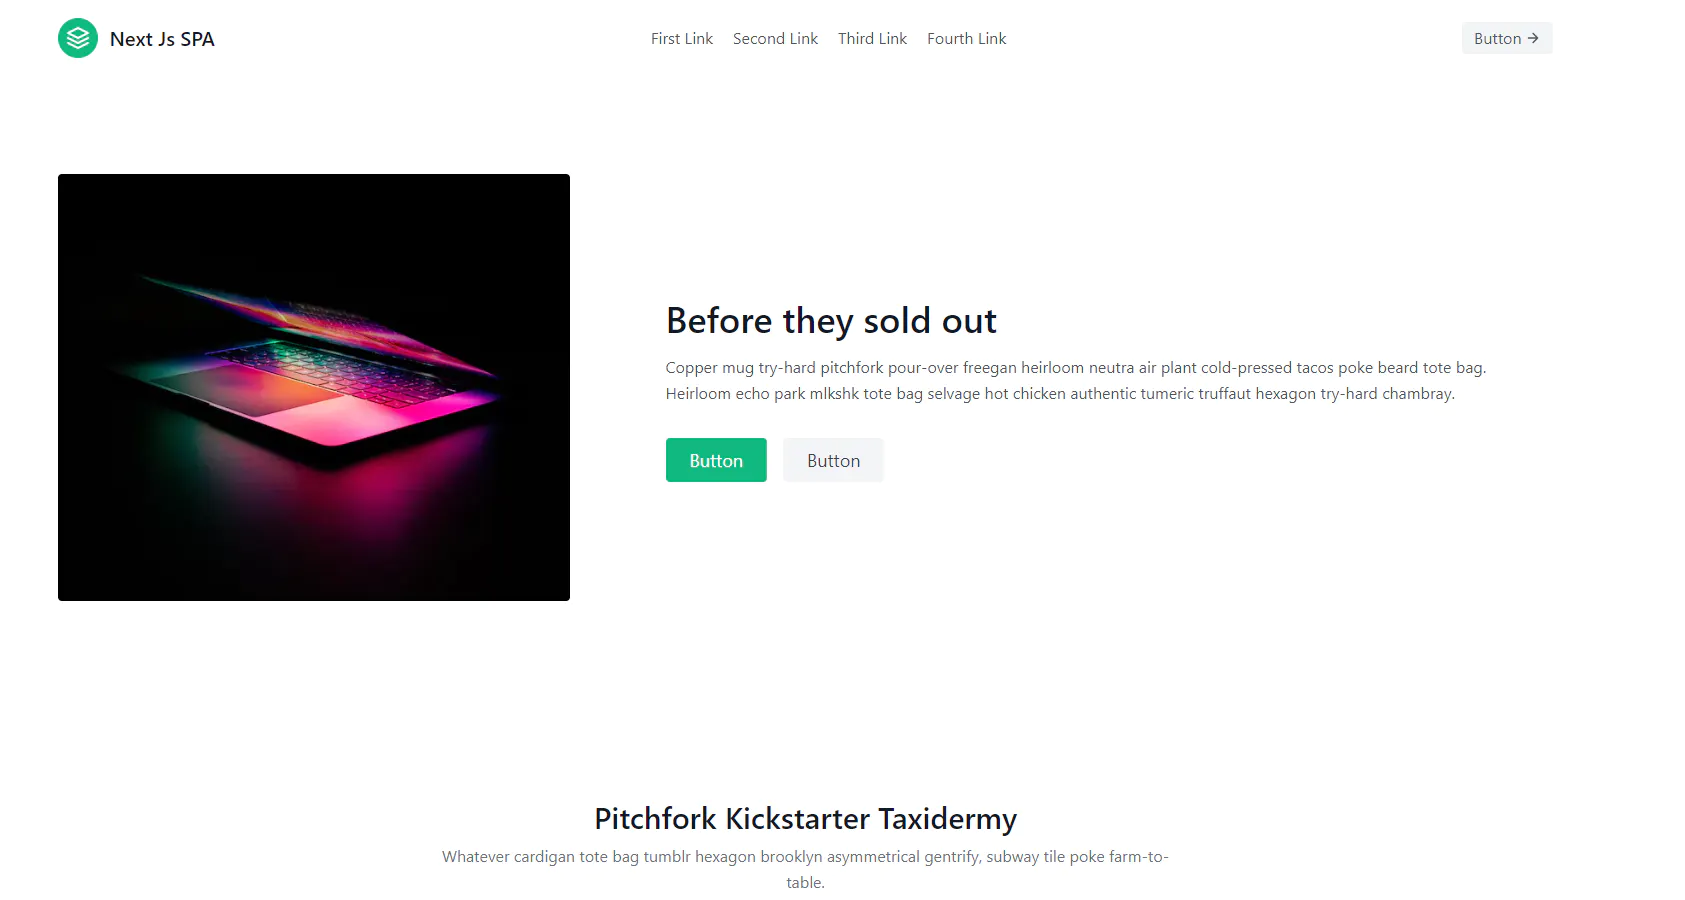 Next Js SPA
First Link
Second Link
Third Link
Fourth Link
Button →
Before they sold out
Copper mug try-hard pitchfork pour-over freegan heirloom neutra air plant cold-pressed tacos poke beard tote bag.
Heirloom echo park mlkshk tote bag selvage hot chicken authentic tumeric truffaut hexagon try-hard chambray.
Button
Button
Pitchfork Kickstarter Taxidermy
Whatever cardigan tote bag tumblr hexagon brooklyn asymmetrical gentrify, subway tile poke farm-to-
table.